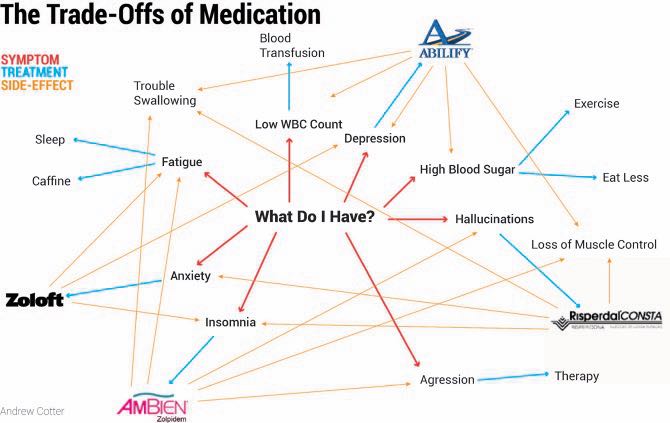 The Trade-Offs of Medication
SYMPTOM
TREATMENT
SIDE-EFFECT
Blood
Transfusion
ABILIFY
Trouble
Swallowing
Exercise
Low WBC Count
Depression
Sleep
Fatigue
High Blood Sugar
Caffine
Eat Less
What Do I Have?
Hallucinations
Loss of Muscle Control
Anxiety
Zoloft
Insomnia
Risperdal CONSTA
Agression
Therapy
AMBIEN
Zolpidem
Andrew Cotter